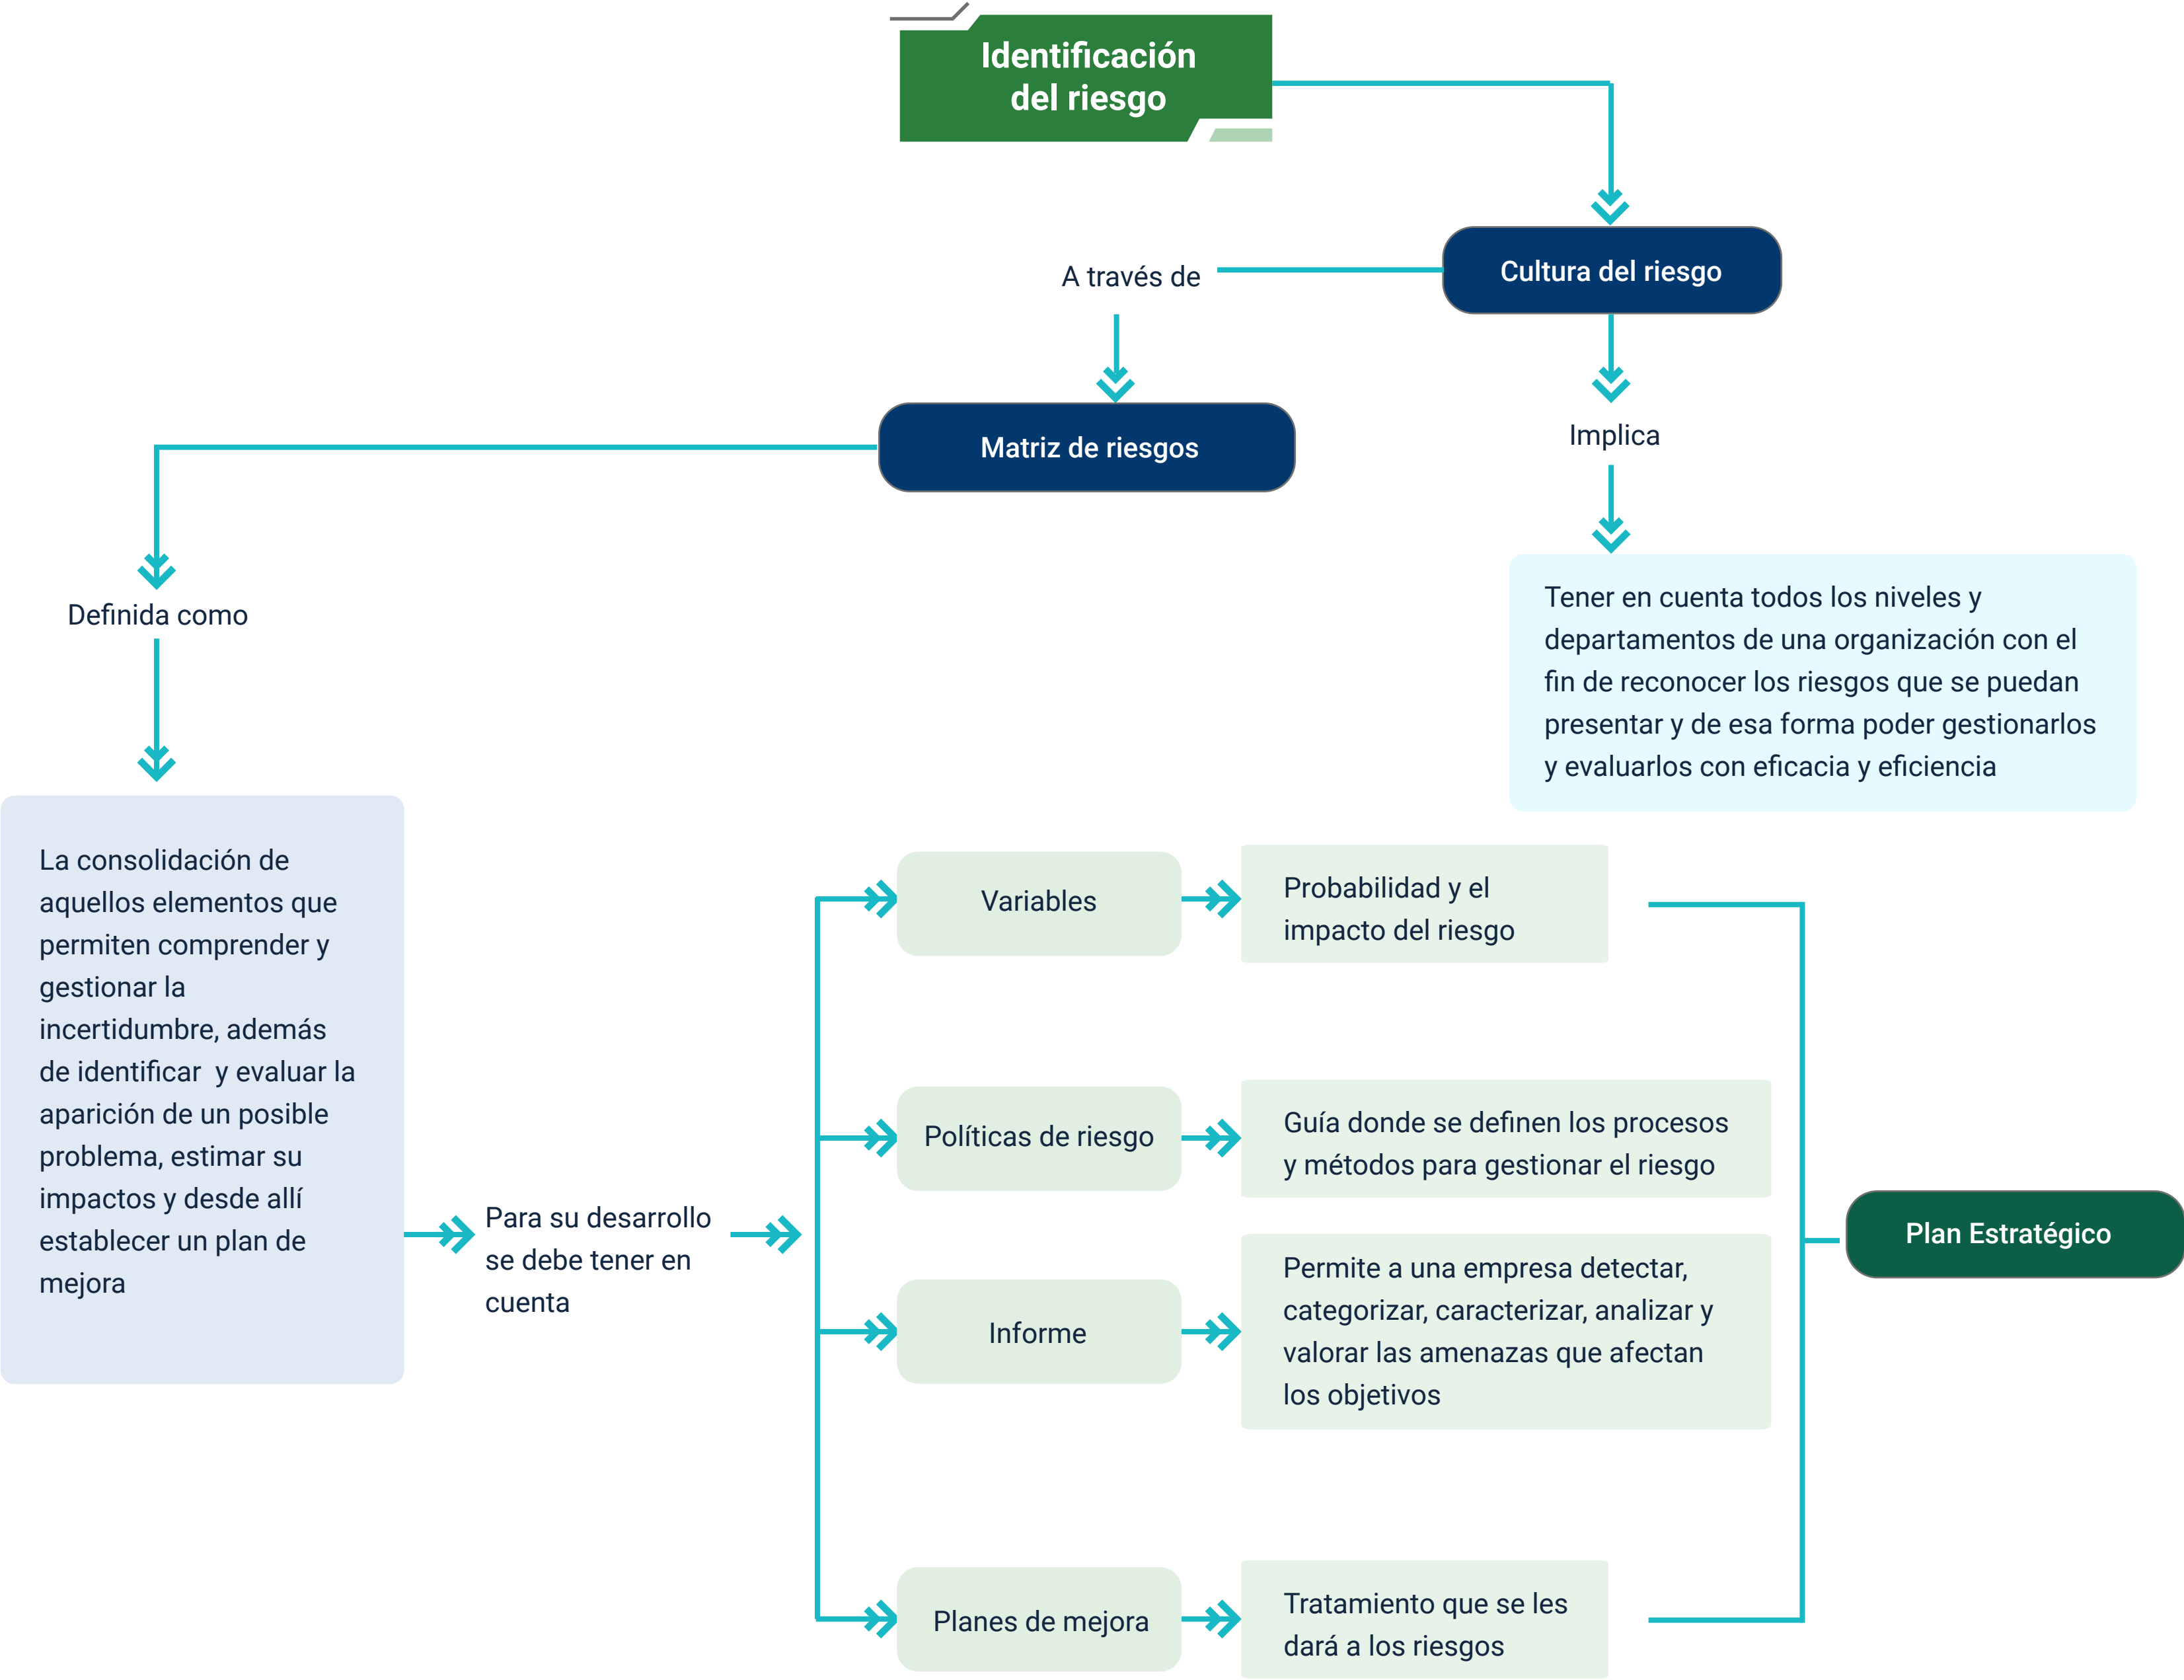 Identificación
del riesgo
Cultura del riesgo
A través de
Matriz de riesgos
Implica
Tener en cuenta todos los niveles y
departamentos de una organización con el
fin de reconocer los riesgos que se puedan
presentar y de esa forma poder gestionarlos
y evaluarlos con eficacia y eficiencia
Definida como
La consolidación de
aquellos elementos que
permiten comprender y
gestionar la
incertidumbre, además
de identificar  y evaluar la
aparición de un posible
problema, estimar su
impactos y desde allí
establecer un plan de
mejora
Para su desarrollo
se debe tener en
cuenta
Variables
Probabilidad y el
impacto del riesgo
Políticas de riesgo
Guía donde se definen los procesos
y métodos para gestionar el riesgo
Informe
Permite a una empresa detectar,
categorizar, caracterizar, analizar y
valorar las amenazas que afectan
los objetivos
Planes de mejora
Tratamiento que se les
dará a los riesgos
Plan Estratégico